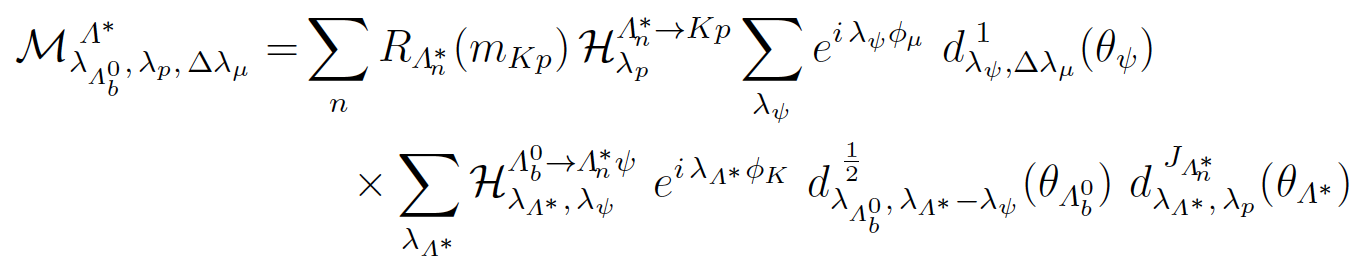 \mathcal{M}^{\,\Lambda^*}_{\lambda_{\Lambda_b^0},\,\lambda_p,\,\Delta\lambda_\mu} = \sum_n R_{\Lambda_n^*}(m_{Kp})\, \mathcal{H}^{\Lambda_n^* \to Kp}_{\lambda_p} \sum_{\lambda_\psi} e^{i\,\lambda_\psi \phi_\mu}\; d^{\,1}_{\lambda_\psi,\Delta\lambda_\mu}(\theta_\psi)
\times \sum_{\lambda_{\Lambda^*}} \mathcal{H}^{\Lambda_b^0 \to \Lambda_n^* \psi}_{\lambda_{\Lambda^*},\,\lambda_\psi}\; e^{i\,\lambda_{\Lambda^*} \phi_K}\; d^{\,\frac{1}{2}}_{\lambda_{\Lambda_b^0},\,\lambda_{\Lambda^*}-\lambda_\psi}(\theta_{\Lambda_b^0})\; d^{\,J_{\Lambda_n^*}}_{\lambda_{\Lambda^*},\,\lambda_p}(\theta_{\Lambda^*})